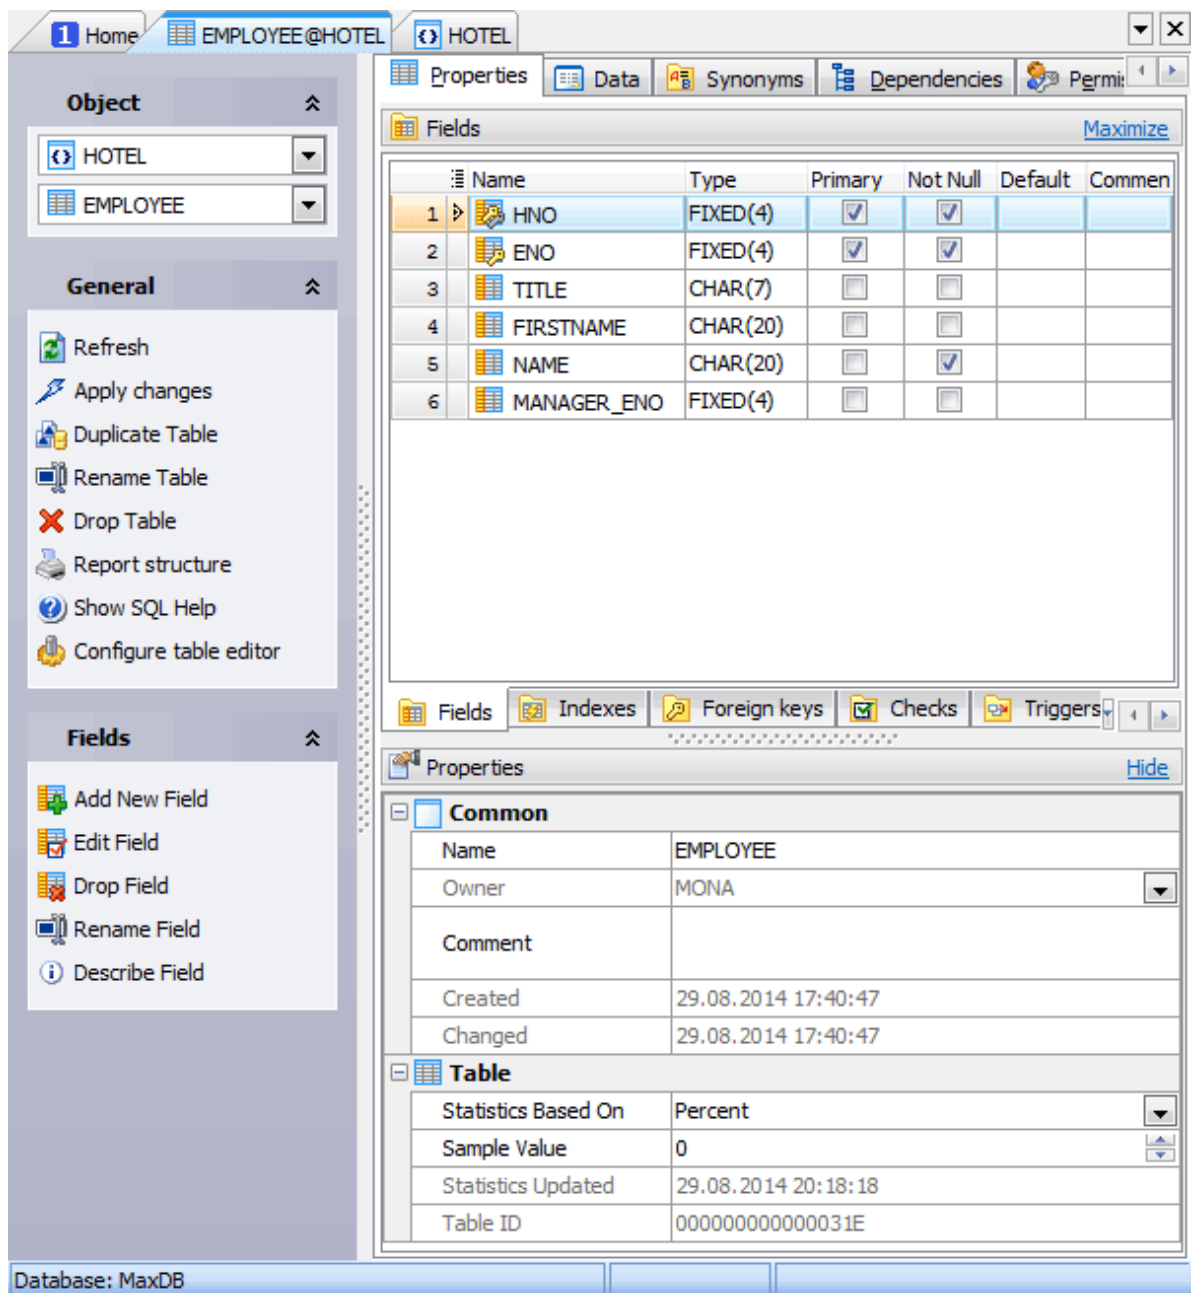 1 Home EMPLOYEE@HOTEL HOTEL
Object
HOTEL
EMPLOYEE
General
Refresh
Apply changes
Duplicate Table
Rename Table
Drop Table
Report structure
Show SQL Help
Configure table editor
Fields
Add New Field
Edit Field
Drop Field
Rename Field
Describe Field
Properties Data Synonyms Dependencies Permi
Fields Maximize
Name Type Primary Not Null Default Commen
1 HNO FIXED(4)
2 ENO FIXED(4)
3 TITLE CHAR(7)
4 FIRSTNAME CHAR(20)
5 NAME CHAR(20)
6 MANAGER_ENO FIXED(4)
Fields Indexes Foreign keys Checks Triggers
Properties Hide
Common
Name EMPLOYEE
Owner MONA
Comment
Created 29.08.2014 17:40:47
Changed 29.08.2014 17:40:47
Table
Statistics Based On Percent
Sample Value 0
Statistics Updated 29.08.2014 20:18:18
Table ID 000000000000031E
Database: MaxDB